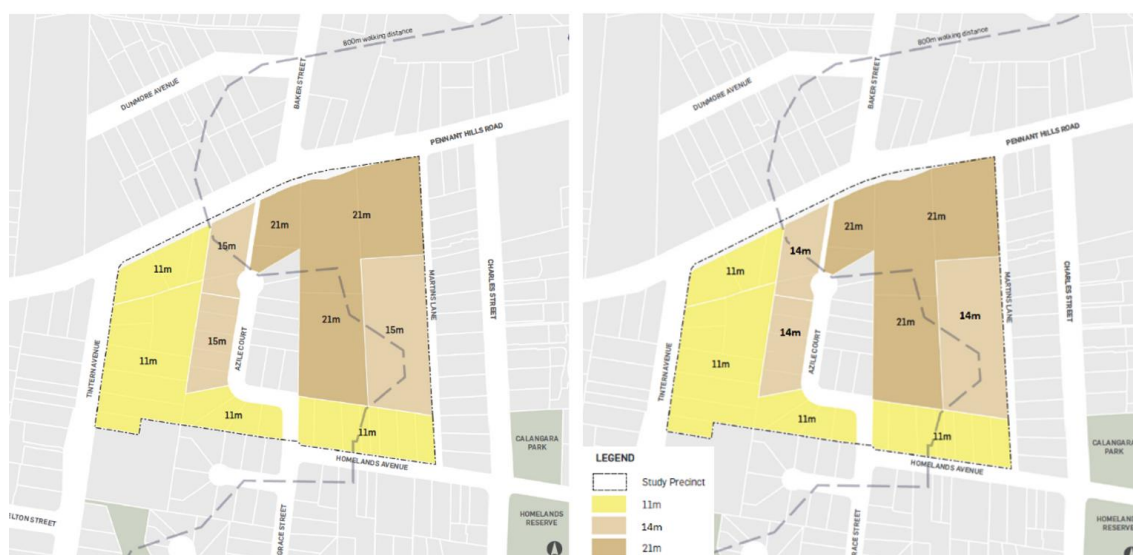 800m walking distance
DUNMORE AVENUE
BAKER STREET
PENNANT HILLS ROAD
21m
21m
15m
11m
MARTINS LANE
CHARLES STREET
21m
15m
11m
15m
AZILE COURT
TINTERN AVENUE
11m
11m
HOMELANDS AVENUE
CALANGARA
PARK
HOMELANDS
RESERVE
ELTON STREET
GRACE STREET
800m walking distance
DUNMORE AVENUE
BAKER STREET
PENNANT HILLS ROAD
21m
21m
14m
11m
MARTINS LANE
CHARLES STREET
21m
14m
11m
14m
AZILE COURT
TINTERN AVENUE
11m
11m
HOMELANDS AVENUE
CALANGARA
PARK
HOMELANDS
RESERVE
GRACE STREET
LEGEND
Study Precinct
11m
14m
21m